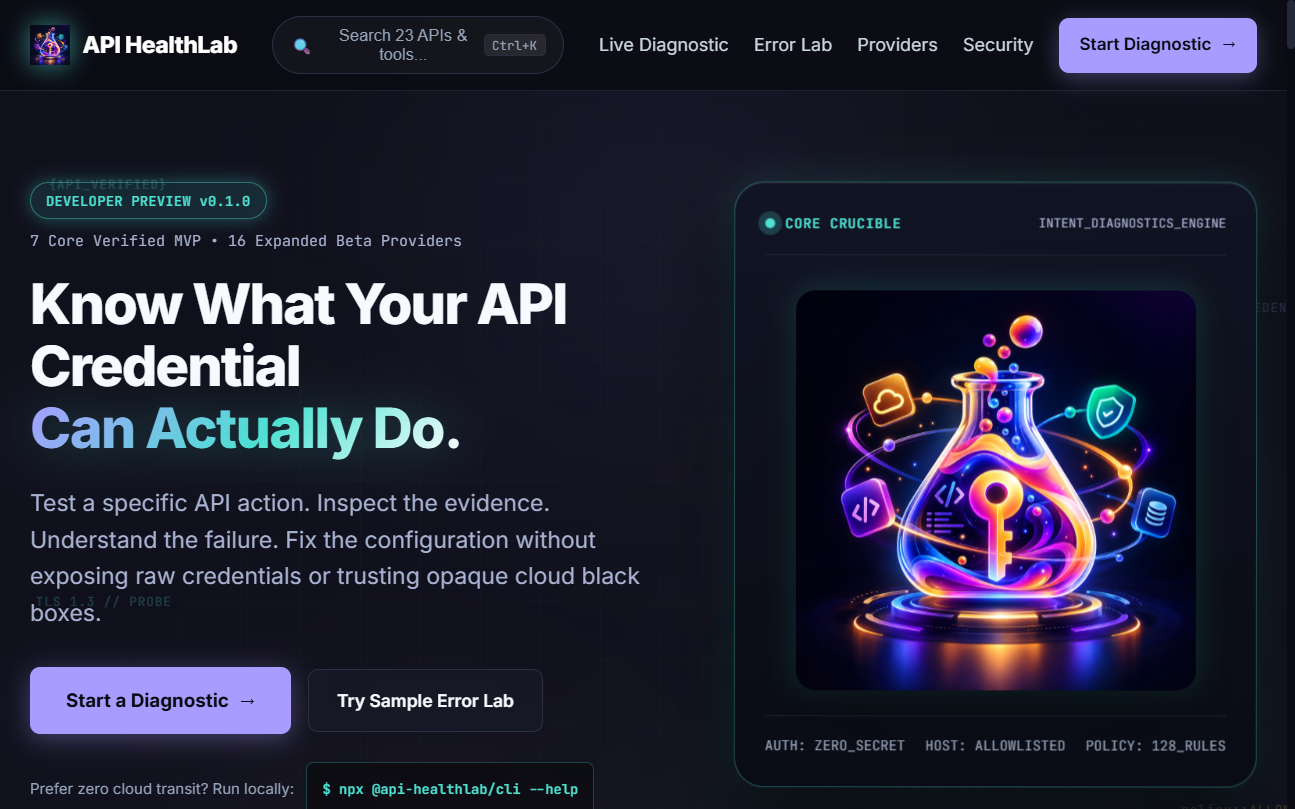 API HealthLab
Search 23 APIs &
tools...
Ctrl+K
Live Diagnostic
Error Lab
Providers
Security
Start Diagnostic →
{API_VERIFIED}
DEVELOPER PREVIEW v0.1.0
7 Core Verified MVP • 16 Expanded Beta Providers
Know What Your API
Credential
Can Actually Do.
Test a specific API action. Inspect the evidence.
Understand the failure. Fix the configuration without
exposing raw credentials or trusting opaque cloud black
TLS 1.3 // PROBE
boxes.
Start a Diagnostic →
Try Sample Error Lab
Prefer zero cloud transit? Run locally:
$ npx @api-healthlab/cli --help
CORE CRUCIBLE
INTENT_DIAGNOSTICS_ENGINE
</>
</>
AUTH: ZERO_SECRET
HOST: ALLOWLISTED
POLICY: 128_RULES